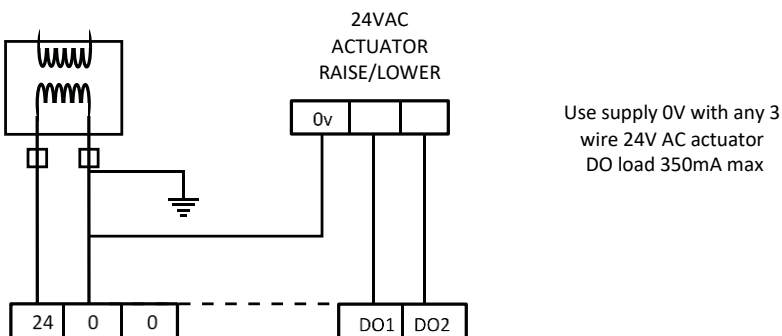 24VAC
ACTUATOR
RAISE/LOWER
0v
Use supply 0V with any 3
wire 24V AC actuator
DO load 350mA max
24 0 0 DO1 DO2